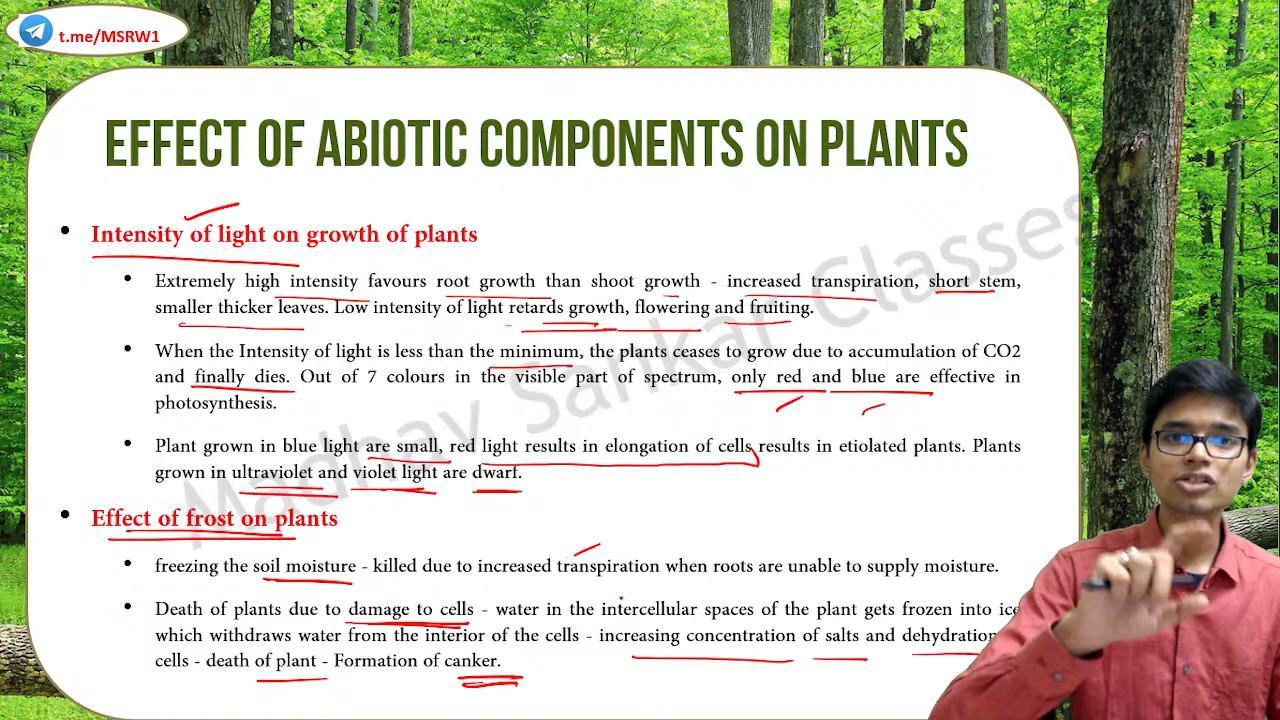 t.me/MSRW1
EFFECT OF ABIOTIC COMPONENTS ON PLANTS
• Intensity of light on growth of plants
• Extremely high intensity favours root growth than shoot growth - increased transpiration, short stem,
smaller thicker leaves. Low intensity of light retards growth, flowering and fruiting.
• When the Intensity of light is less than the minimum, the plants ceases to grow due to accumulation of CO2
and finally dies. Out of 7 colours in the visible part of spectrum, only red and blue are effective in
photosynthesis.
• Plant grown in blue light are small, red light results in elongation of cells results in etiolated plants. Plants
grown in ultraviolet and violet light are dwarf.
• Effect of frost on plants
• freezing the soil moisture - killed due to increased transpiration when roots are unable to supply moisture.
• Death of plants due to damage to cells - water in the intercellular spaces of the plant gets frozen into ice
which withdraws water from the interior of the cells - increasing concentration of salts and dehydration
cells - death of plant - Formation of canker.
Madhav Sankar Classes